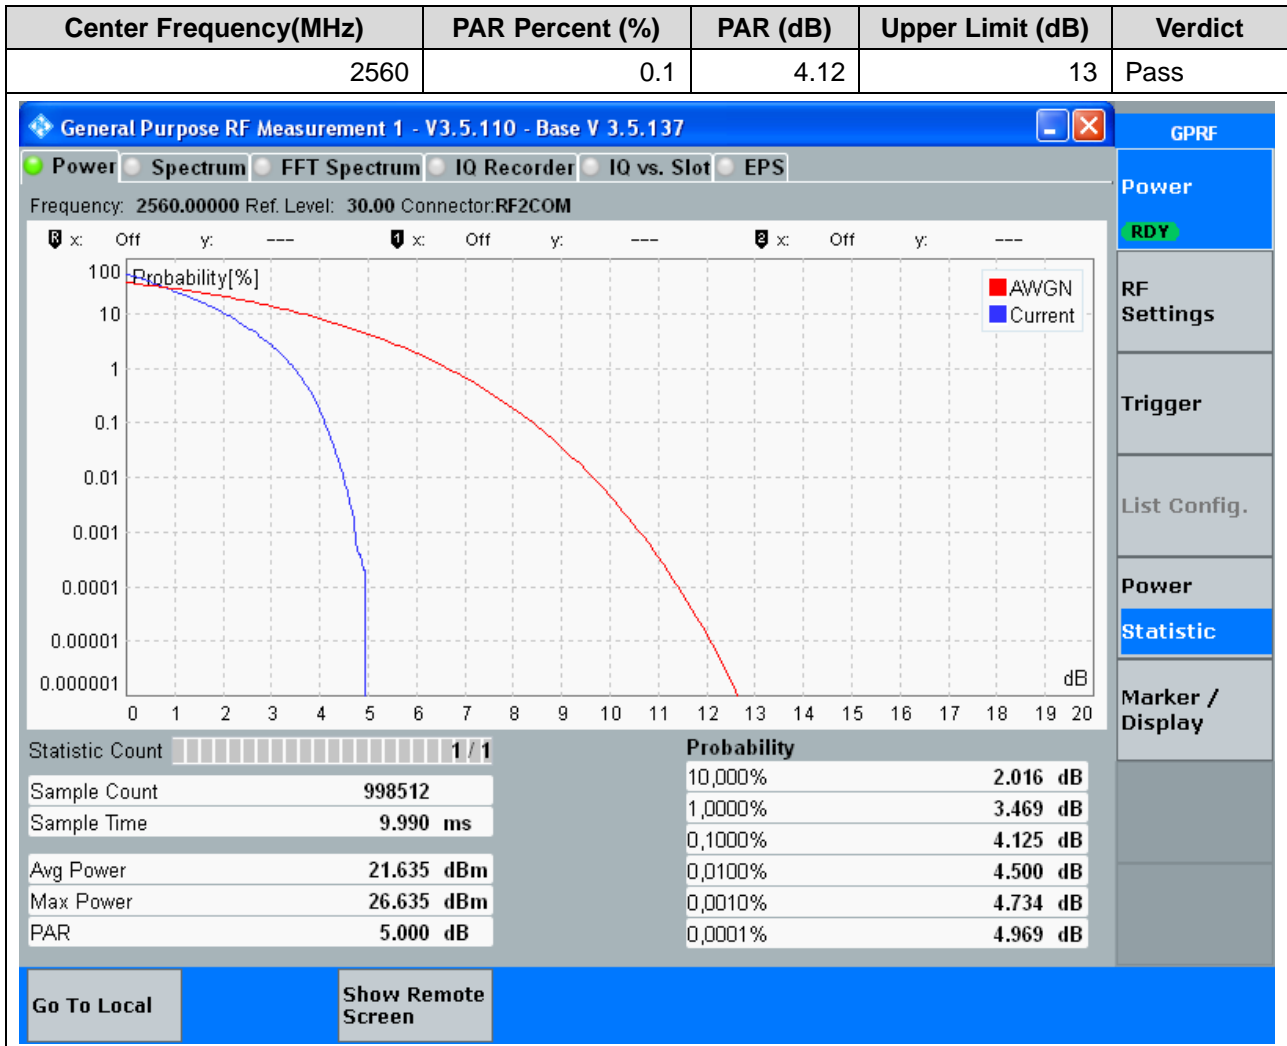 Center Frequency(MHz) PAR Percent (%) PAR (dB) Upper Limit (dB) Verdict
2560 0.1 4.12 13 Pass
General Purpose RF Measurement 1 - V3.5.110 - Base V 3.5.137
GPRF
Power Spectrum FFT Spectrum IQ Recorder IQ vs. Slot EPS
Frequency: 2560.00000 Ref. Level: 30.00 Connector:RF2COM
R x: Off y: --- 1 x: Off y: --- 2 x: Off y: ---
Probability[%]
100
10
1
0.1
0.01
0.001
0.0001
0.00001
0.000001
AWGN
Current
dB
0 1 2 3 4 5 6 7 8 9 10 11 12 13 14 15 16 17 18 19 20
Statistic Count 1 / 1
Sample Count 998512
Sample Time 9.990 ms
Avg Power 21.635 dBm
Max Power 26.635 dBm
PAR 5.000 dB
Probability
10,000% 2.016 dB
1,0000% 3.469 dB
0,1000% 4.125 dB
0,0100% 4.500 dB
0,0010% 4.734 dB
0,0001% 4.969 dB
Power
RDY
RF
Settings
Trigger
List Config.
Power
Statistic
Marker /
Display
Go To Local
Show Remote
Screen